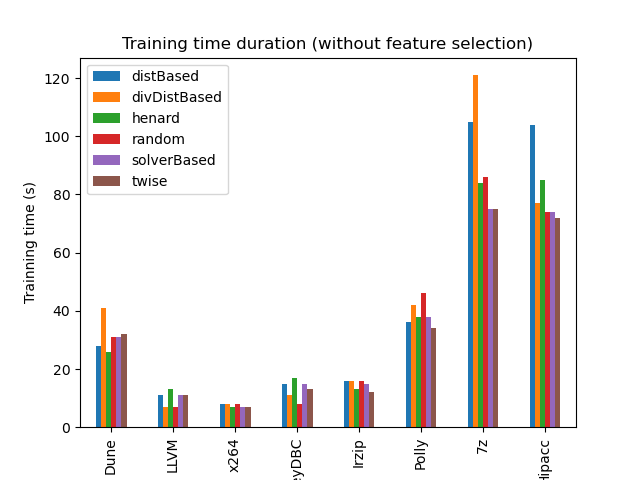 Training time duration (without feature selection)
distBased
divDistBased
henard
random
solverBased
twise
Trainning time (s)
120
100
80
60
40
20
0
Dune
LLVM
x264
eyDBC
lrzip
Polly
7z
Hipacc